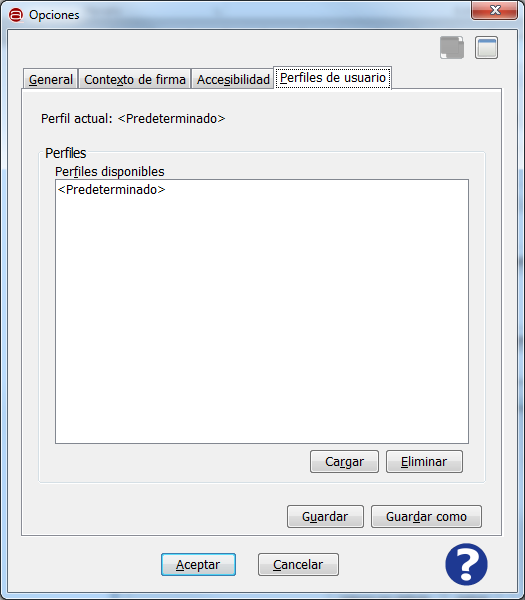 Opciones
General
Contexto de firma
Accesibilidad
Perfiles de usuario
Perfil actual: <Predeterminado>
Perfiles
Perfiles disponibles
<Predeterminado>
Cargar
Eliminar
Guardar
Guardar como
Aceptar
Cancelar
?